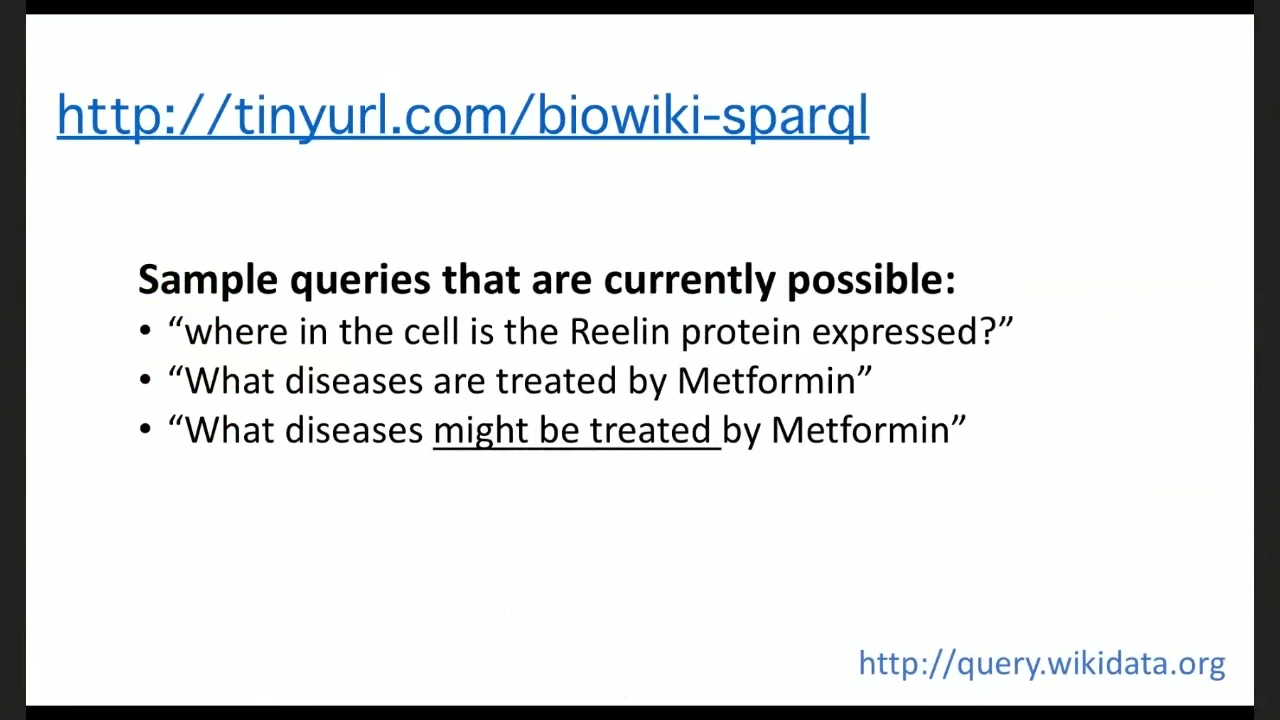 http://tinyurl.com/biowiki-sparql
Sample queries that are currently possible:
• “where in the cell is the Reelin protein expressed?”
• “What diseases are treated by Metformin”
• “What diseases might be treated by Metformin”
http://query.wikidata.org